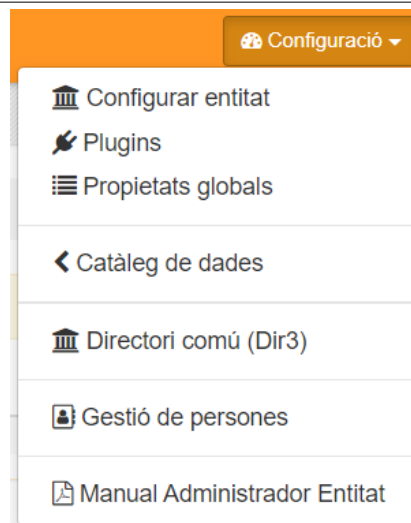 Configuració
Configurar entitat
Plugins
Propietats globals
Catàleg de dades
Directori comú (Dir3)
Gestió de persones
Manual Administrador Entitat